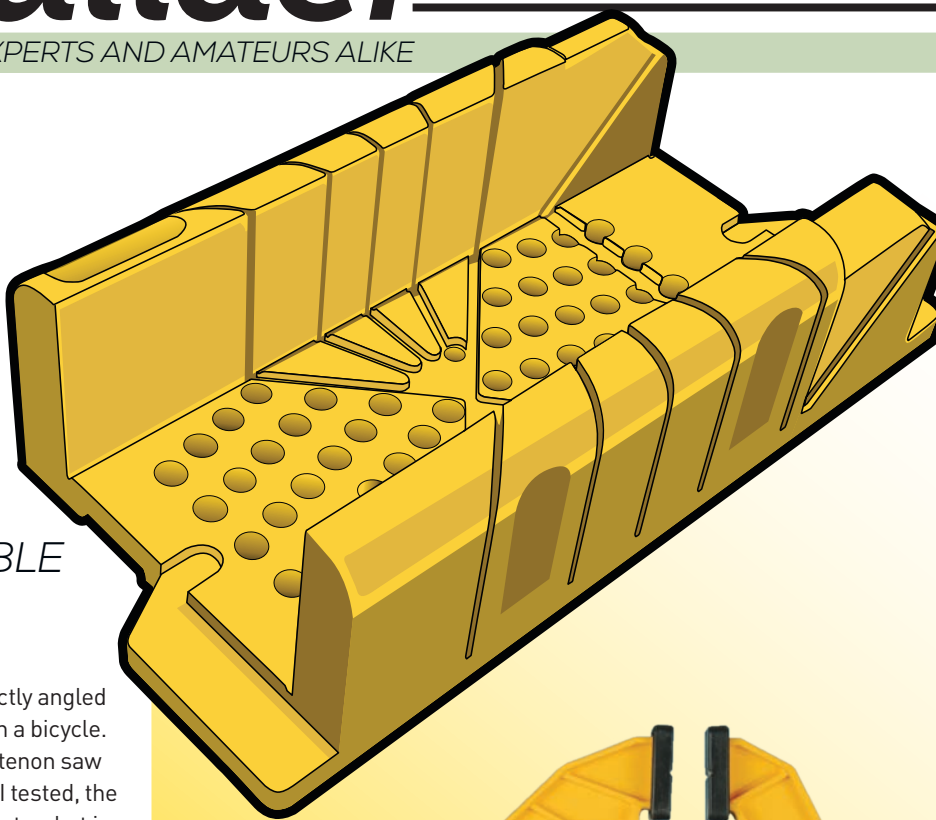 XPERTS AND AMATEURS ALIKE
BLE
ctly angled
n a bicycle.
tenon saw
I tested, the